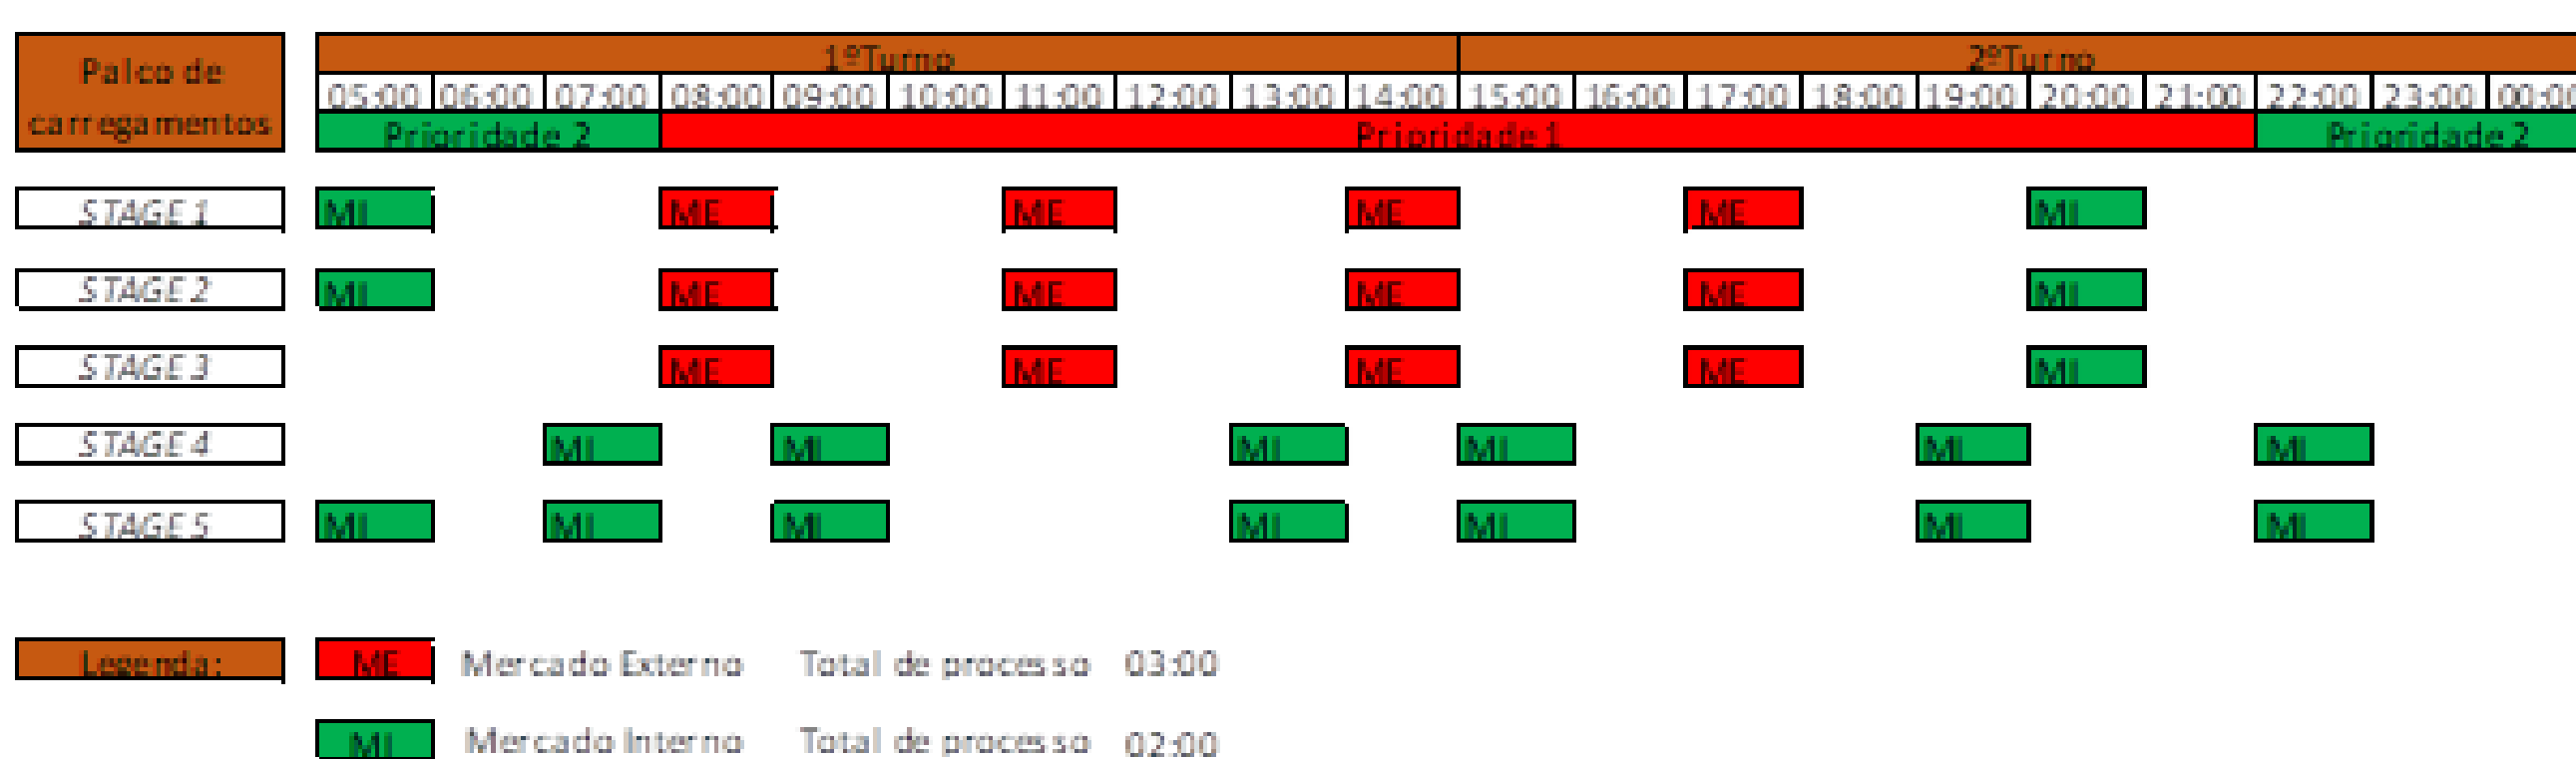 Palco de
carregamentos
1ºTurno 2ºTurno
05:00 06:00 07:00 08:00 09:00 10:00 11:00 12:00 13:00 14:00 15:00 16:00 17:00 18:00 19:00 20:00 21:00 22:00 23:00 00:00
Prioridade 2 Prioridade 1 Prioridade 2
STAGE 1 MI ME ME ME ME MI
STAGE 2 MI ME ME ME ME MI
STAGE 3 ME ME ME ME MI
STAGE 4 MI MI MI MI MI MI
STAGE 5 MI MI MI MI MI MI MI
Legenda: ME Mercado Externo Total de processo 03:00
MI Mercado Interno Total de processo 02:00